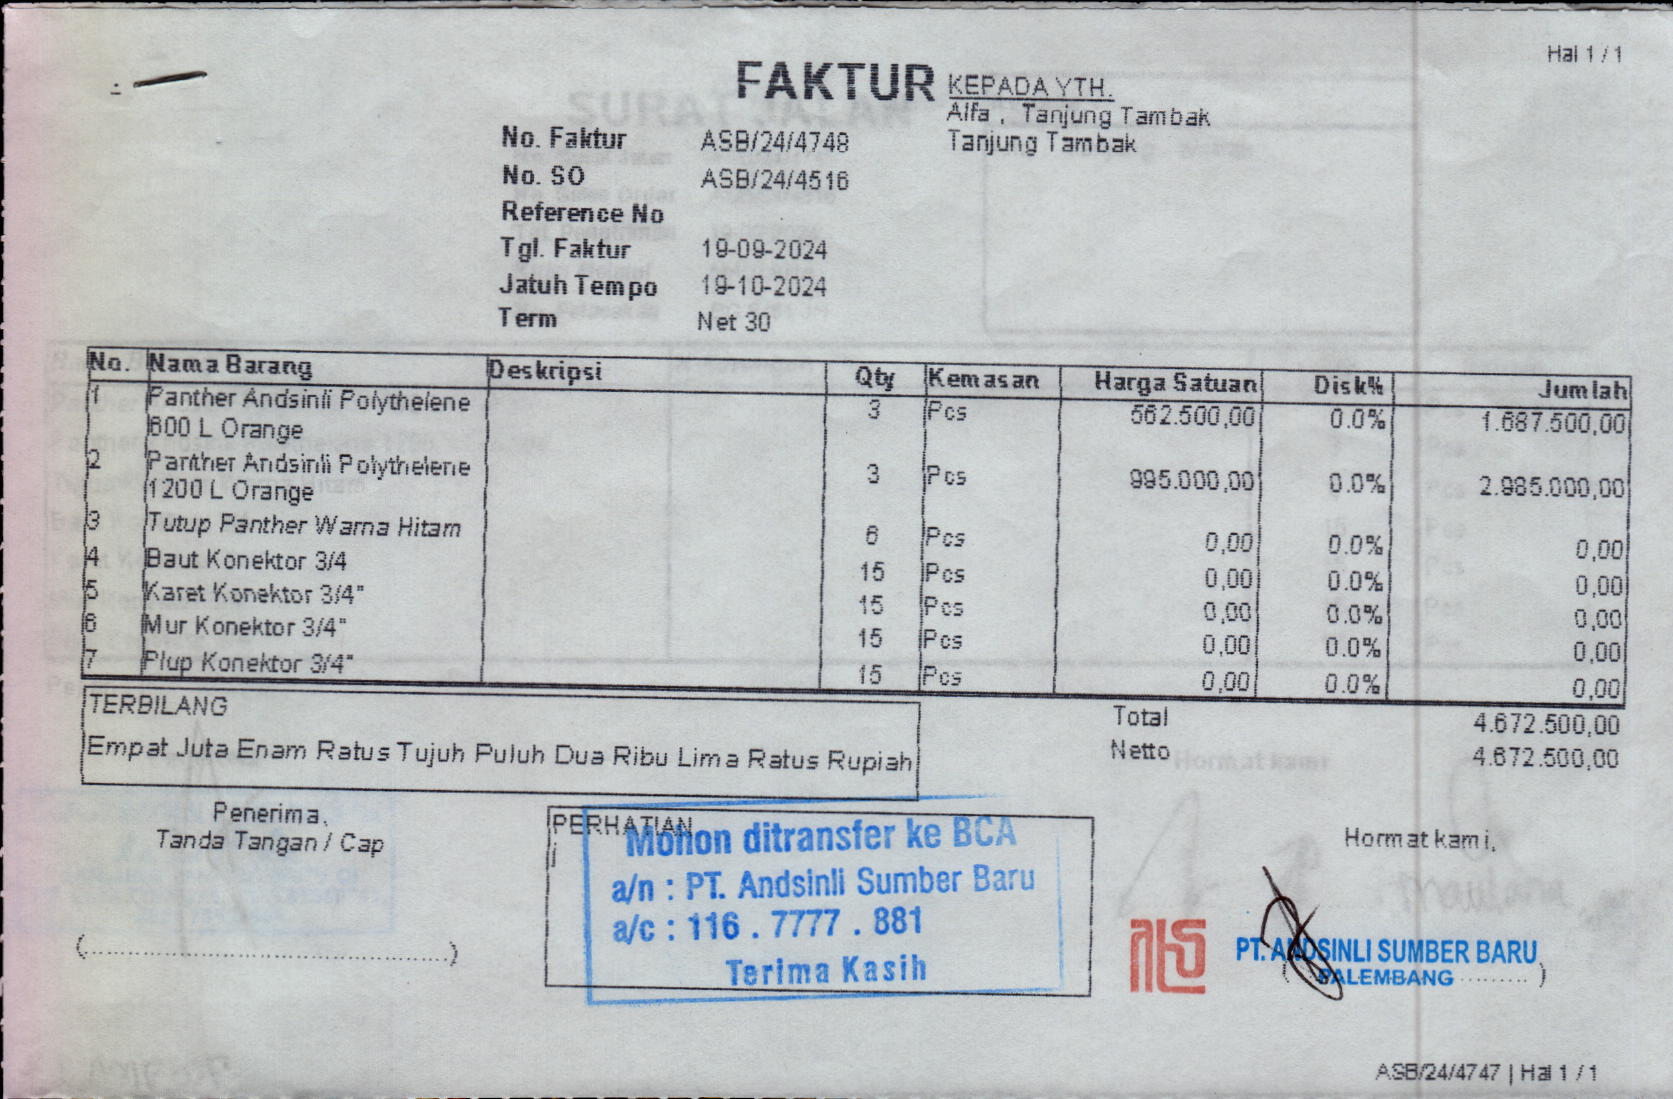 Hal 1 / 1
FAKTUR
KEPADA YTH.
Alfa , Tanjung Tambak
Tanjung Tambak
No. Faktur ASB/24/4748
No. SO ASB/24/4516
Reference No
Tgl. Faktur 19-09-2024
Jatuh Tempo 19-10-2024
Term Net 30
No. Nama Barang Deskripsi Qty Kemasan Harga Satuan Disk% Jumlah
1 Panther Andsinli Polythelene 3 Pcs 562.500,00 0.0% 1.687.500,00
600 L Orange
2 Panther Andsinli Polythelene 3 Pcs 995.000,00 0.0% 2.985.000,00
1200 L Orange
3 Tutup Panther Warna Hitam 6 Pcs 0,00 0.0% 0,00
4 Baut Konektor 3/4 15 Pcs 0,00 0.0% 0,00
5 Karet Konektor 3/4" 15 Pcs 0,00 0.0% 0,00
6 Mur Konektor 3/4" 15 Pcs 0,00 0.0% 0,00
7 Plup Konektor 3/4" 15 Pcs 0,00 0.0% 0,00
TERBILANG
Empat Juta Enam Ratus Tujuh Puluh Dua Ribu Lima Ratus Rupiah
Total 4.672.500,00
Netto 4.672.500,00
Penerima,
Tanda Tangan / Cap
PERHATIAN
Mohon ditransfer ke BCA
a/n : PT. Andsinli Sumber Baru
a/c : 116 . 7777 . 881
Terima Kasih
Hormat kami,
PT. ANDSINLI SUMBER BARU
PALEMBANG
ASB/24/4747 | Hal 1 / 1